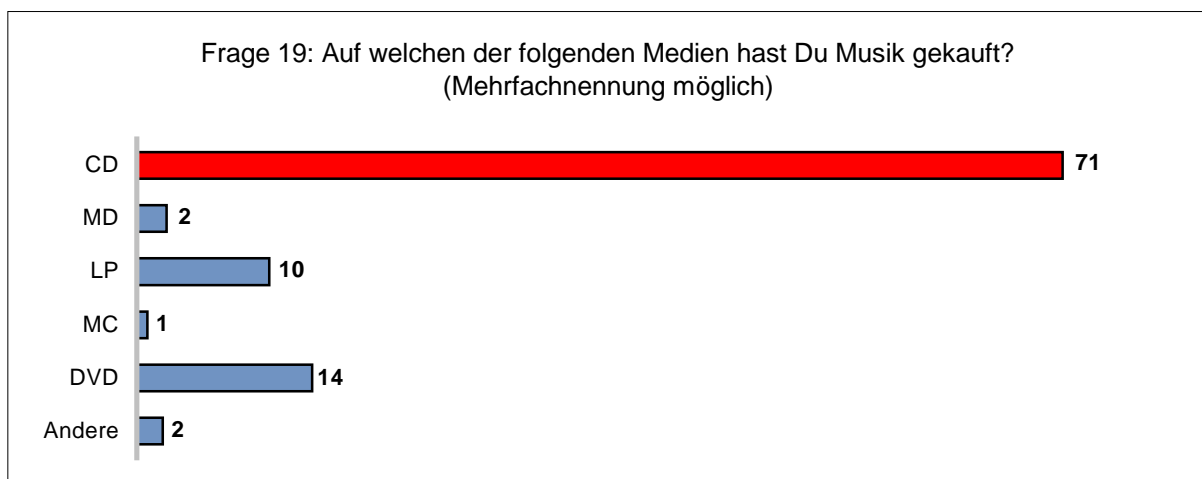 Frage 19: Auf welchen der folgenden Medien hast Du Musik gekauft?
(Mehrfachnennung möglich)
CD 71
MD 2
LP 10
MC 1
DVD 14
Andere 2